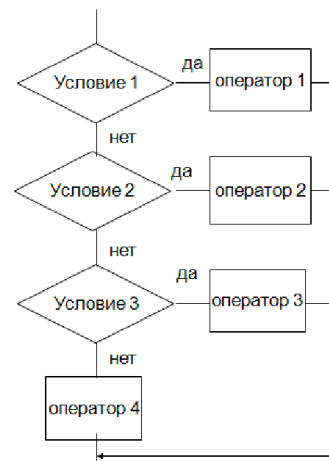 да
Условие 1
оператор 1
нет
да
Условие 2
оператор 2
нет
да
Условие 3
оператор 3
нет
оператор 4